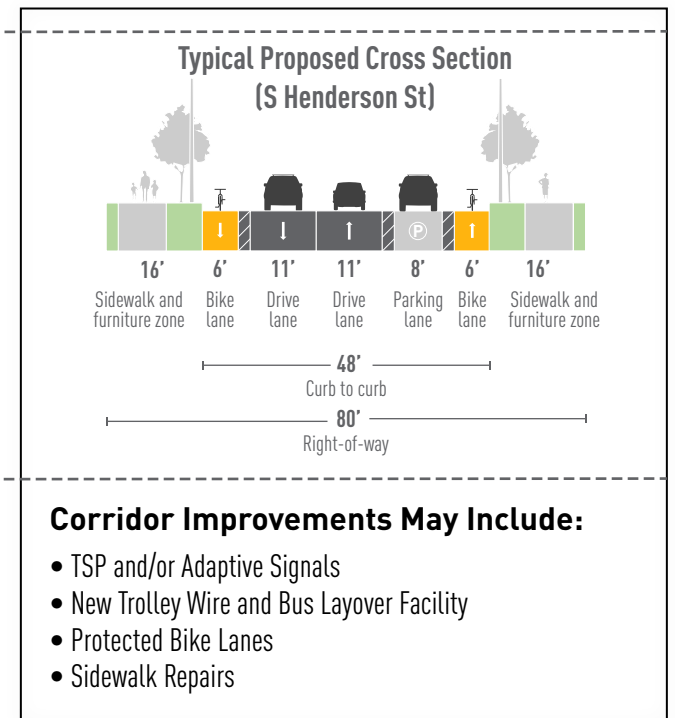 Typical Proposed Cross Section
(S Henderson St)
P
16’ 6’ 11’ 11’ 8’ 6’ 16’
Sidewalk and furniture zone
Bike lane
Drive lane
Drive lane
Parking lane
Bike lane
Sidewalk and furniture zone
48’
Curb to curb
80’
Right-of-way
Corridor Improvements May Include:
• TSP and/or Adaptive Signals
• New Trolley Wire and Bus Layover Facility
• Protected Bike Lanes
• Sidewalk Repairs